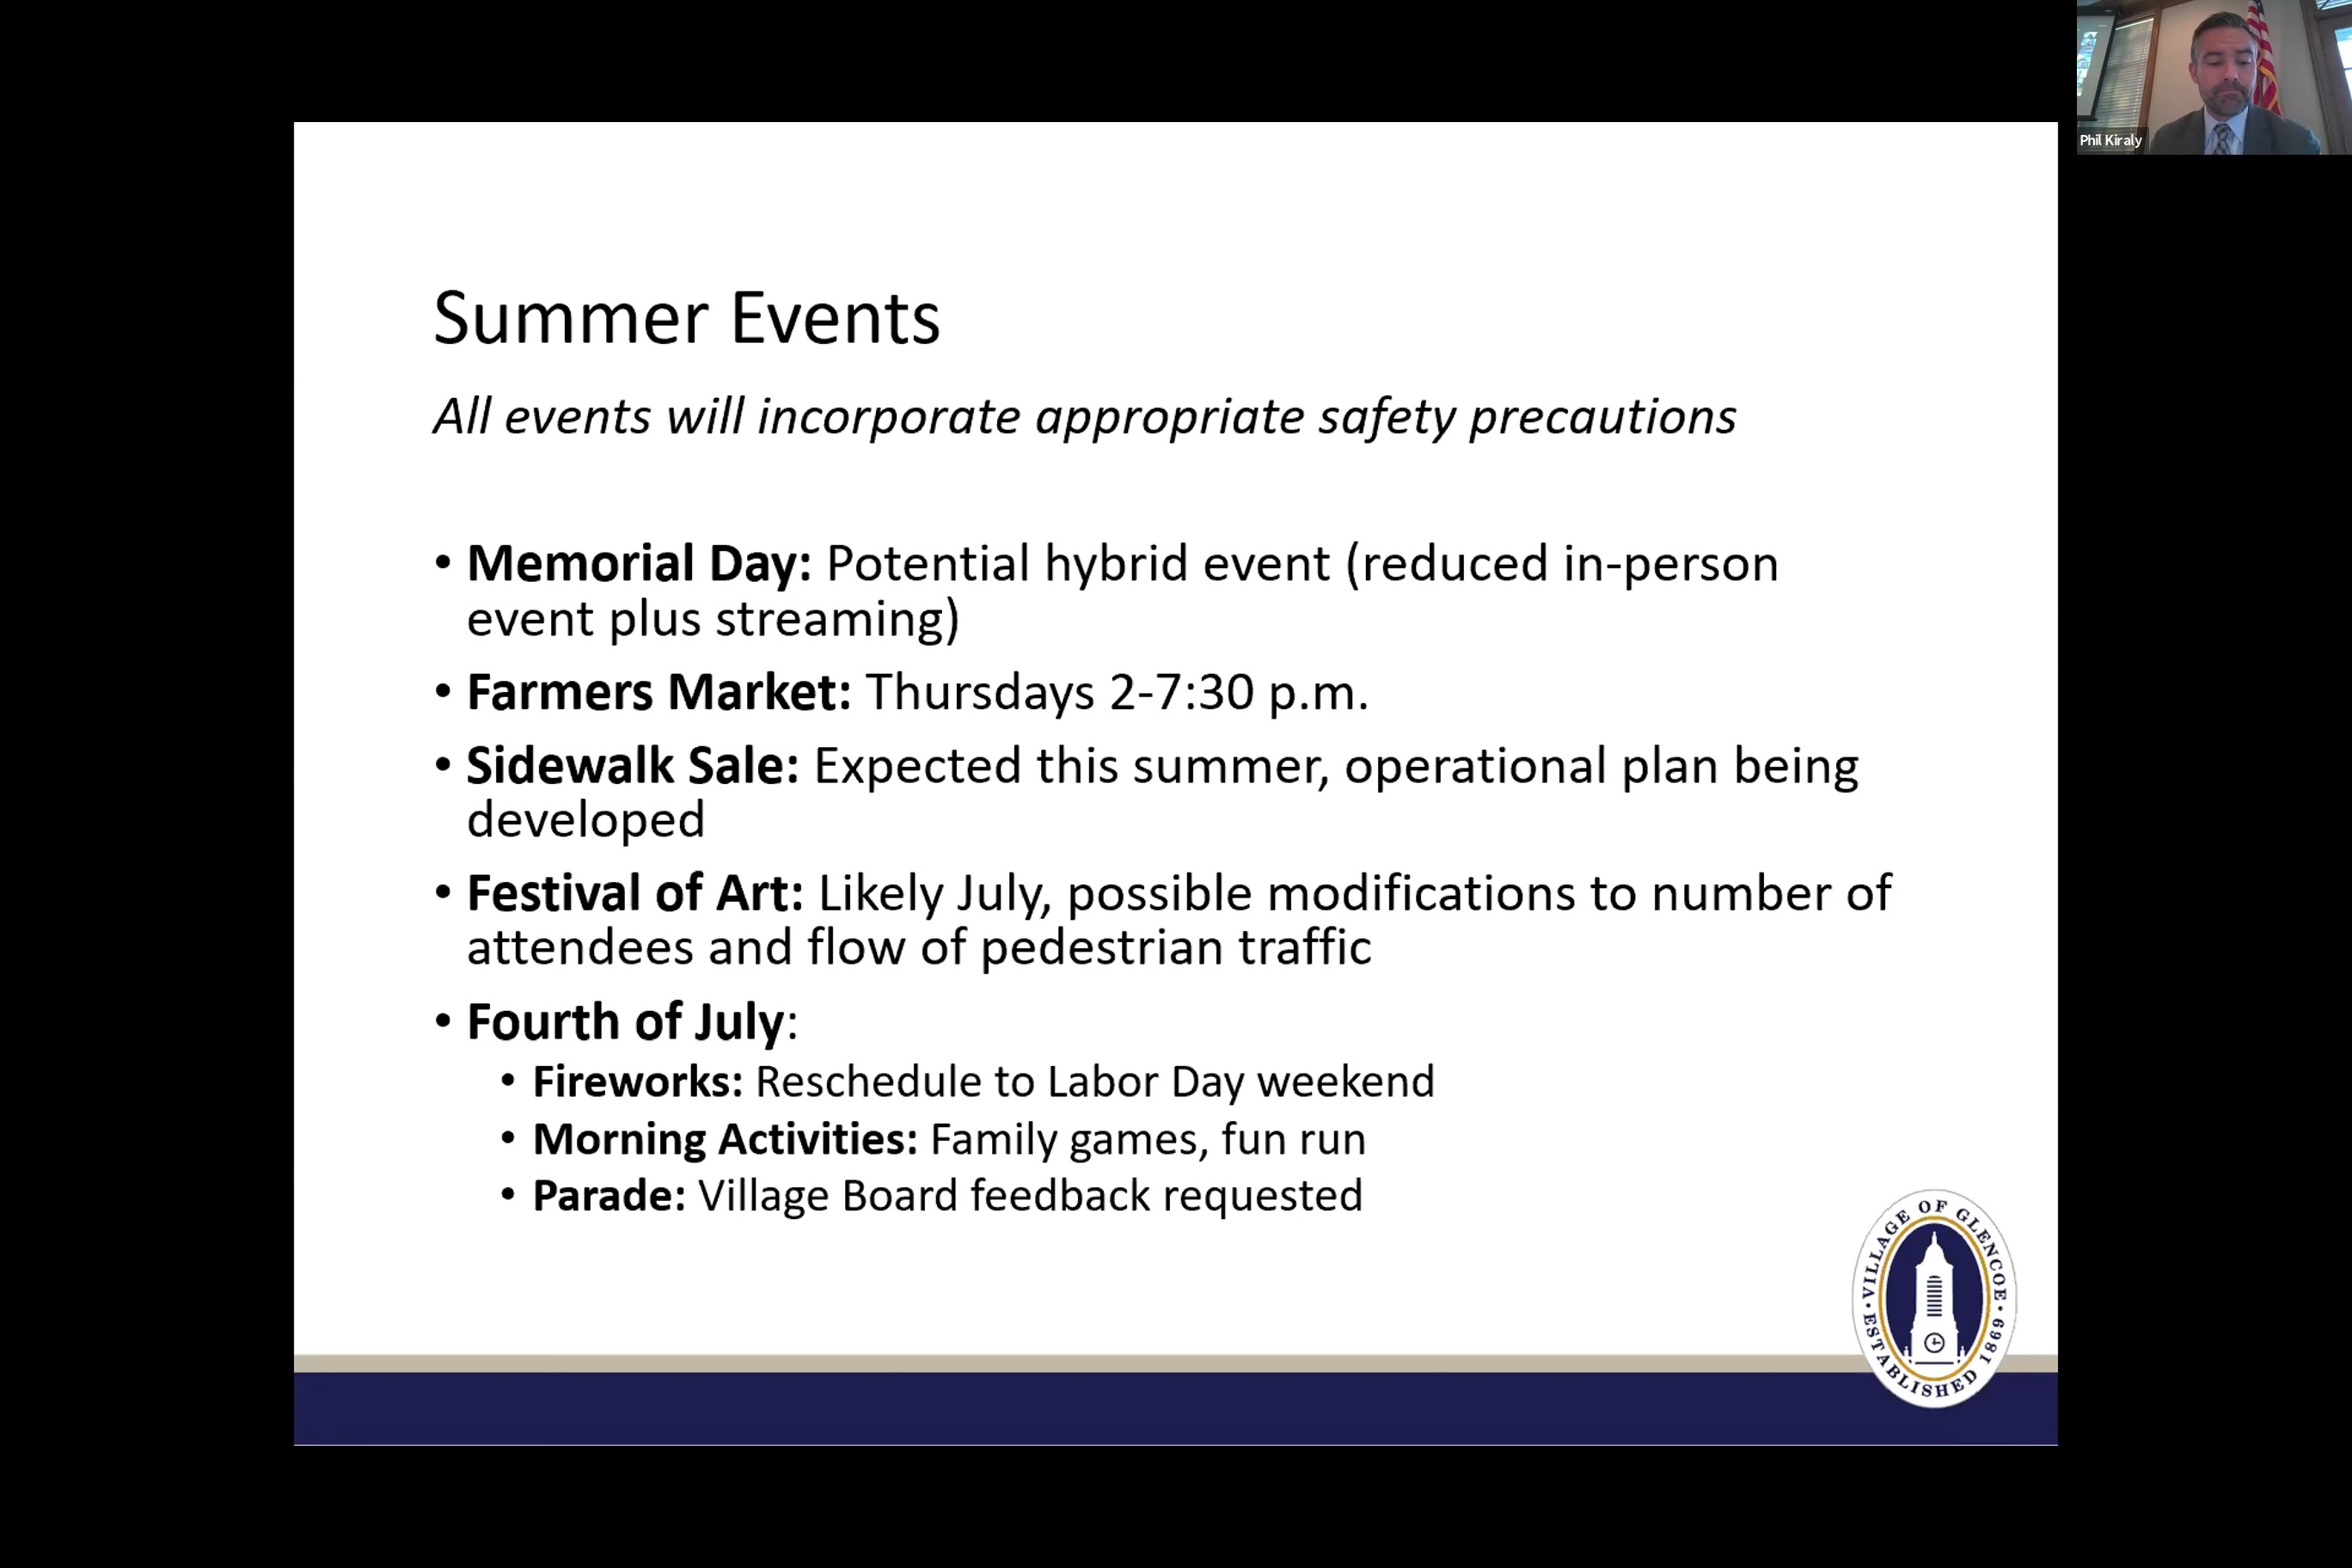 Phil Kiraly
Summer Events
All events will incorporate appropriate safety precautions
• Memorial Day: Potential hybrid event (reduced in-person
event plus streaming)
• Farmers Market: Thursdays 2-7:30 p.m.
• Sidewalk Sale: Expected this summer, operational plan being
developed
• Festival of Art: Likely July, possible modifications to number of
attendees and flow of pedestrian traffic
• Fourth of July:
• Fireworks: Reschedule to Labor Day weekend
• Morning Activities: Family games, fun run
• Parade: Village Board feedback requested
VILLAGE OF GLENCOE
• ESTABLISHED 1869 •